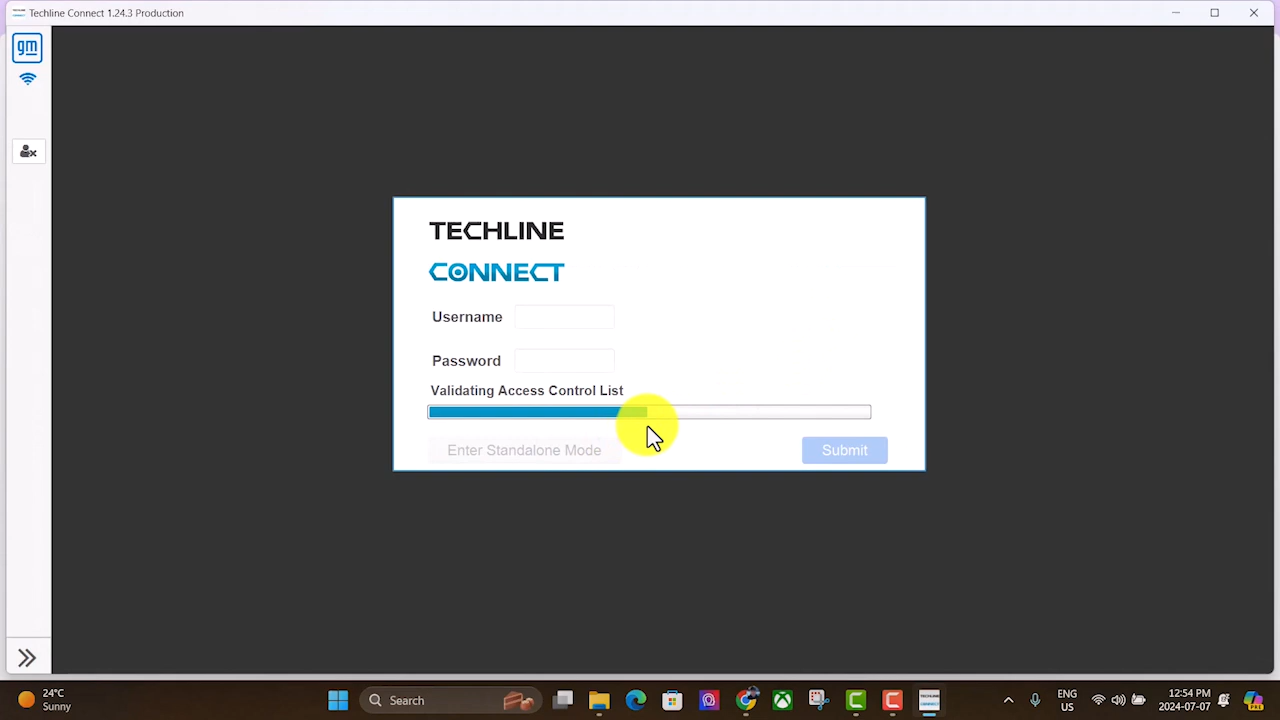 Techline Connect 1.24.3 Production
gm
TECHLINE
CONNECT
Username
Password
Validating Access Control List
Enter Standalone Mode
Submit
24°C
Sunny
Search
ENG
US
12:54 PM
2024-07-07